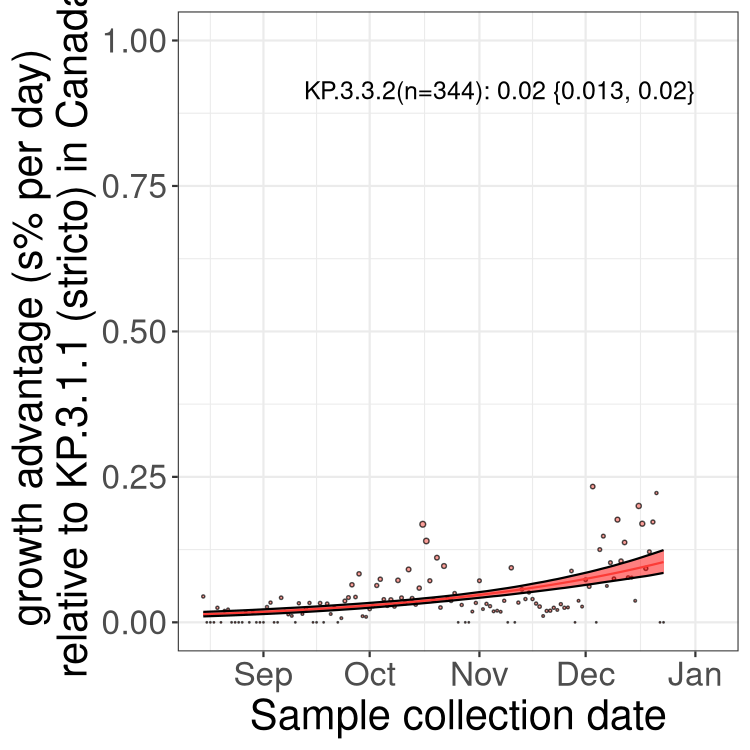 growth advantage (s% per day)
relative to KP.3.1.1 (stricto) in Canada
1.00
0.75
0.50
0.25
0.00
KP.3.3.2(n=344): 0.02 {0.013, 0.02}
Sep Oct Nov Dec Jan
Sample collection date